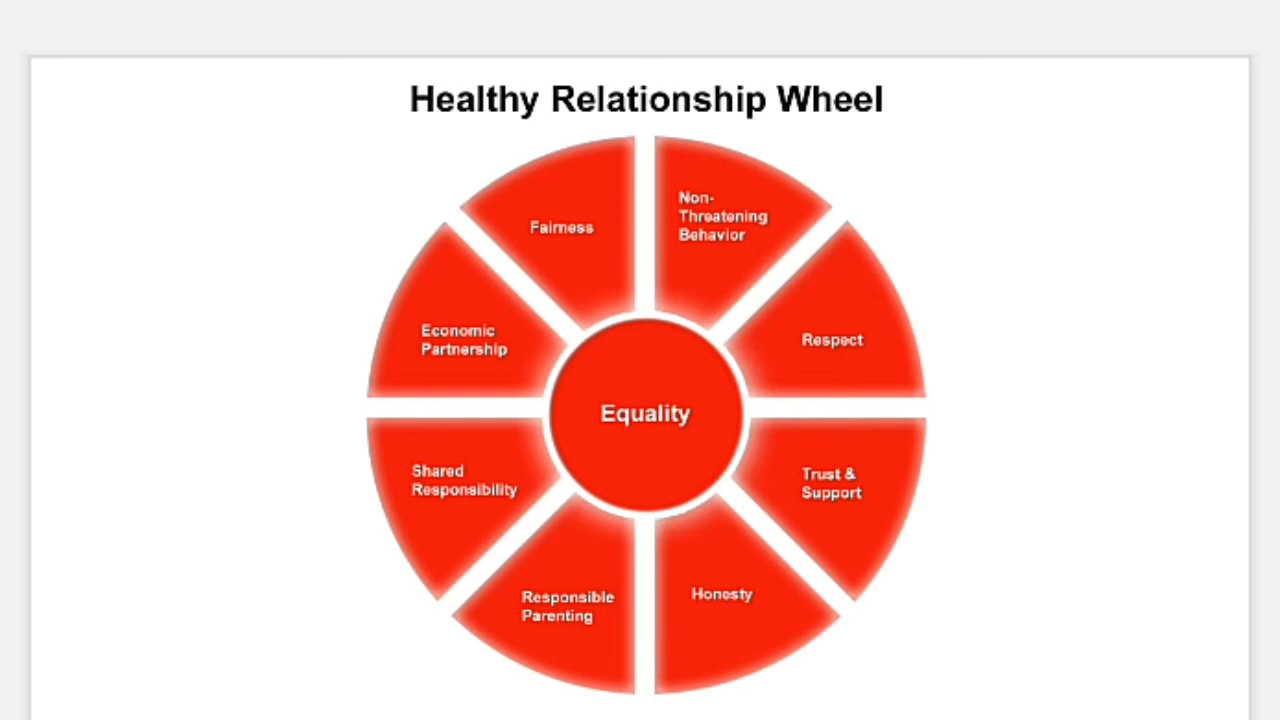 Healthy Relationship Wheel
Non-
Threatening
Behavior
Respect
Trust &
Support
Honesty
Responsible
Parenting
Shared
Responsibility
Economic
Partnership
Fairness
Equality